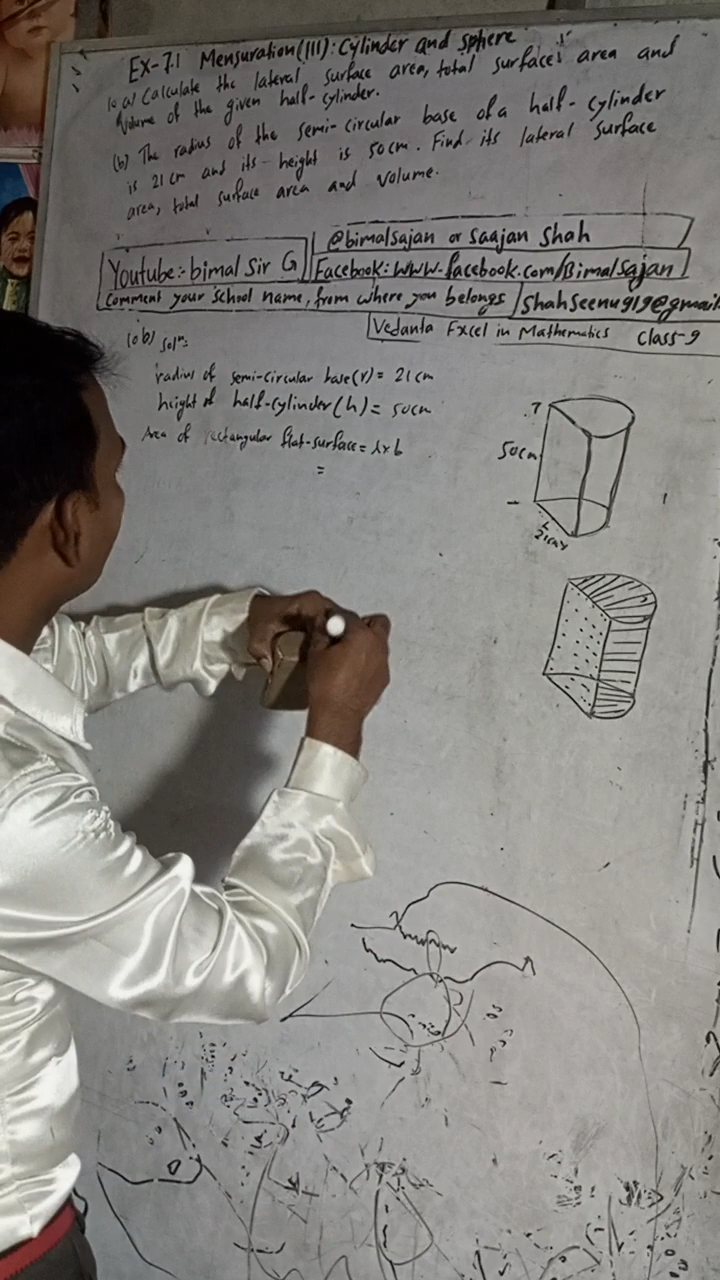 Ex-7.1 Mensuration(III): Cylinder and sphere
10.a) Calculate the lateral surface area, total surface area and
Volume of the given half-cylinder.
(b) The radius of the semi-circular base of a half-cylinder
is 21 cm and its height is 50cm. Find its lateral surface
area, total surface area and volume.
@bimalsajan or Saajan Shah
Youtube:- bimal Sir G
Facebook: www.facebook.com/Bimalsajan
Comment your school name, from where you belongs
Shahseenu919@gmail
Vedanta Excel in Mathematics Class-9
10 b) Solⁿ:
radius of semi-circular base(r) = 21cm
height of half-cylinder(h) = 50cm
Area of rectangular flat-surface = l×b
=
50cm
21cm